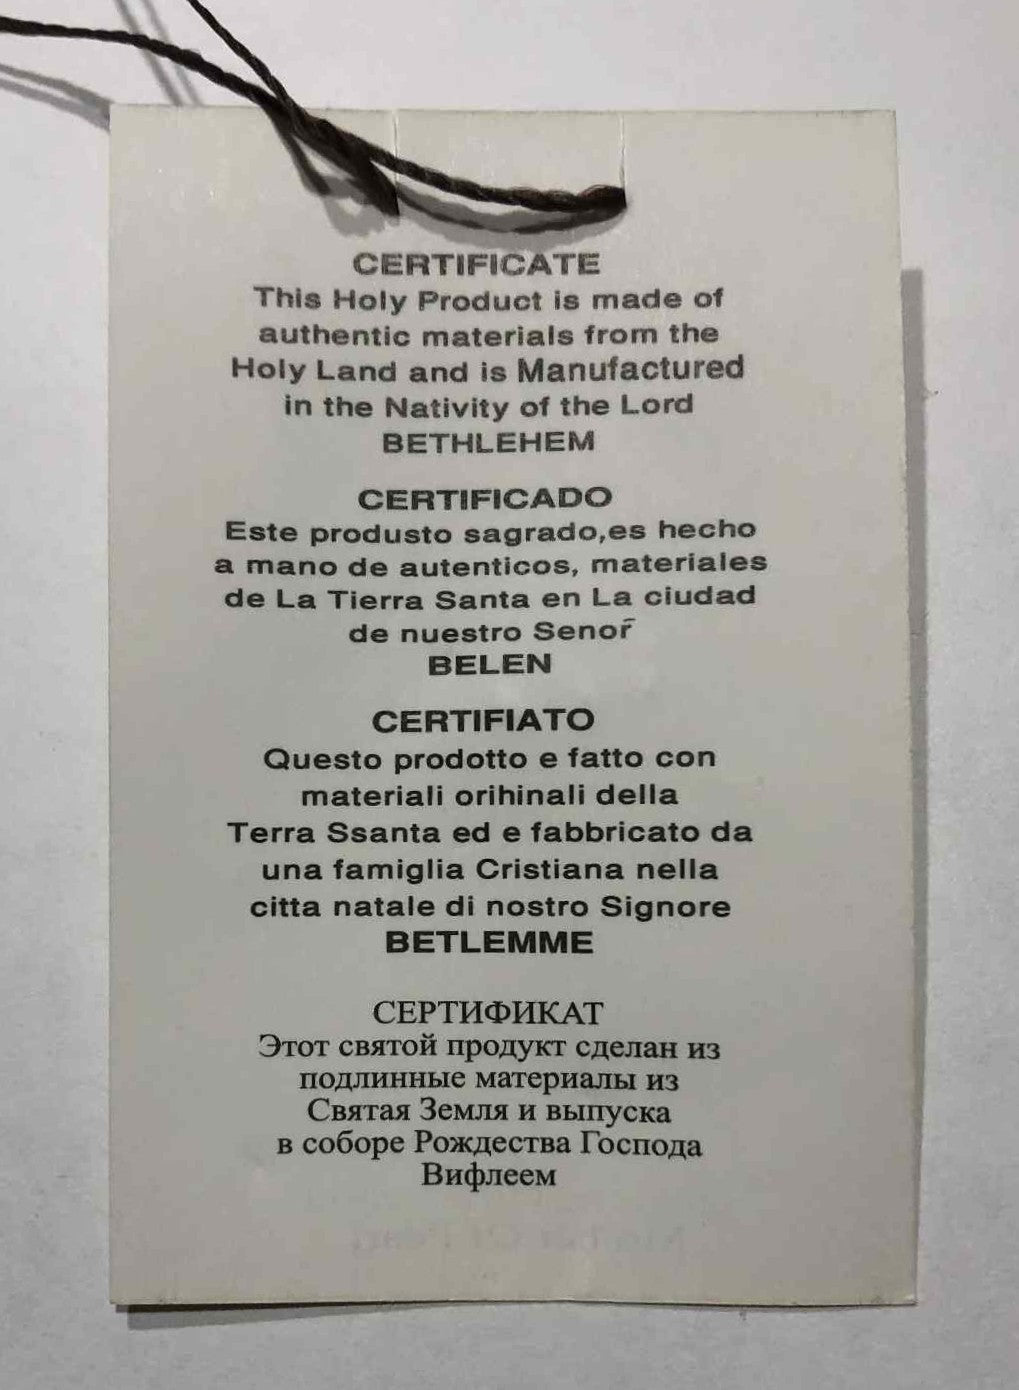 CERTIFICATE
This Holy Product is made of
authentic materials from the
Holy Land and is Manufactured
in the Nativity of the Lord
BETHLEHEM
CERTIFICADO
Este produsto sagrado,es hecho
a mano de autenticos, materiales
de La Tierra Santa en La ciudad
de nuestro Senor̃
BELEN
CERTIFIATO
Questo prodotto e fatto con
materiali orihinali della
Terra Ssanta ed e fabbricato da
una famiglia Cristiana nella
citta natale di nostro Signore
BETLEMME
СЕРТИФИКАТ
Этот святой продукт сделан из
подлинные материалы из
Святая Земля и выпуска
в соборе Рождества Господа
Вифлеем